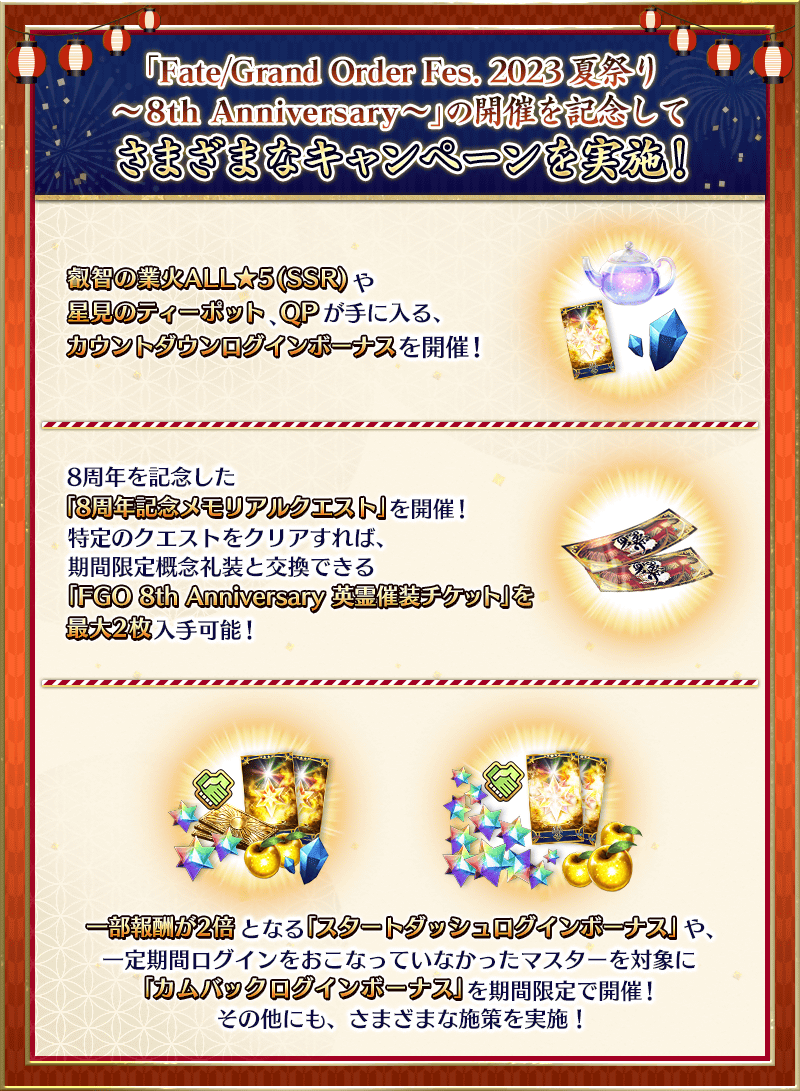 「Fate/Grand Order Fes. 2023 夏祭り
～8th Anniversary～」の開催を記念して
さまざまなキャンペーンを実施！
叡智の業火ALL★5(SSR)や
星見のティーポット、QPが手に入る、
カウントダウンログインボーナスを開催！
8周年を記念した
「8周年記念メモリアルクエスト」を開催！
特定のクエストをクリアすれば、
期間限定概念礼装と交換できる
「FGO 8th Anniversary 英霊催装チケット」を
最大2枚入手可能！
一部報酬が2倍となる「スタートダッシュログインボーナス」や、
一定期間ログインをおこなっていなかったマスターを対象に
「カムバックログインボーナス」を期間限定で開催！
その他にも、さまざまな施策を実施！